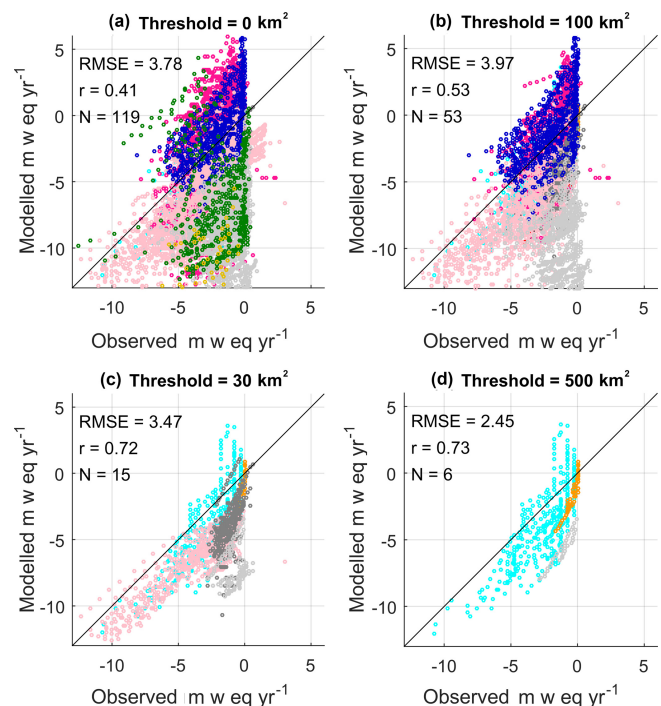 (a) Threshold = 0 km²
RMSE = 3.78
r = 0.41
N = 119
5
0
-5
-10
-10 -5 0 5
Modelled m w eq yr⁻¹
Observed m w eq yr⁻¹
(b) Threshold = 100 km²
RMSE = 3.97
r = 0.53
N = 53
5
0
-5
-10
-10 -5 0 5
Modelled m w eq yr⁻¹
Observed m w eq yr⁻¹
(c) Threshold = 30 km²
RMSE = 3.47
r = 0.72
N = 15
5
0
-5
-10
-10 -5 0 5
Modelled m w eq yr⁻¹
Observed m w eq yr⁻¹
(d) Threshold = 500 km²
RMSE = 2.45
r = 0.73
N = 6
5
0
-5
-10
-10 -5 0 5
Modelled m w eq yr⁻¹
Observed m w eq yr⁻¹